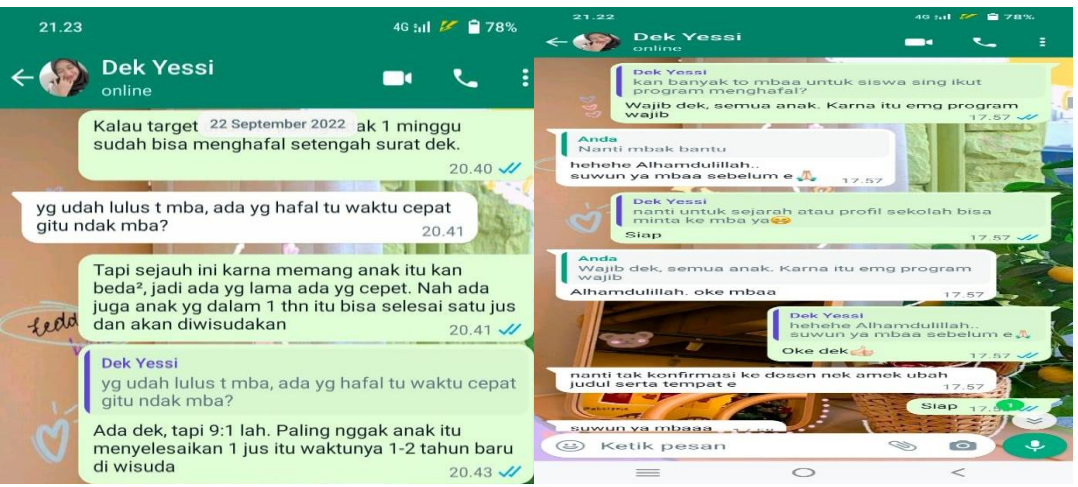 21.23
4G 78%
Dek Yessi
online
22 September 2022
Kalau target ak 1 minggu
sudah bisa menghafal setengah surat dek.
20.40
yg udah lulus t mba, ada yg hafal tu waktu cepat
gitu ndak mba?
20.41
Tapi sejauh ini karna memang anak itu kan
beda², jadi ada yg lama ada yg cepet. Nah ada
juga anak yg dalam 1 thn itu bisa selesai satu jus
dan akan diwisudakan
20.41
Dek Yessi
yg udah lulus t mba, ada yg hafal tu waktu cepat
gitu ndak mba?
Ada dek, tapi 9:1 lah. Paling nggak anak itu
menyelesaikan 1 jus itu waktunya 1-2 tahun baru
di wisuda
20.43
21.22
4G 78%
Dek Yessi
online
Dek Yessi
kan banyak to mbaa untuk siswa sing ikut
program menghafal?
Wajib dek, semua anak. Karna itu emg program
wajib
17.57
Anda
Nanti mbak bantu
hehehe Alhamdulillah..
suwun ya mbaa sebelum e🙏
17.57
Dek Yessi
nanti untuk sejarah atau profil sekolah bisa
minta ke mba ya
Siap
17.57
Anda
Wajib dek, semua anak. Karna itu emg program
wajib
Alhamdulillah. oke mbaa
17.57
Dek Yessi
hehehe Alhamdulillah..
suwun ya mbaa sebelum e🙏
Oke dek👍
17.57
nanti tak konfirmasi ke dosen nek amek ubah
judul serta tempat e
17.57
Siap
1
suwun ya mbaaa
Ketik pesan